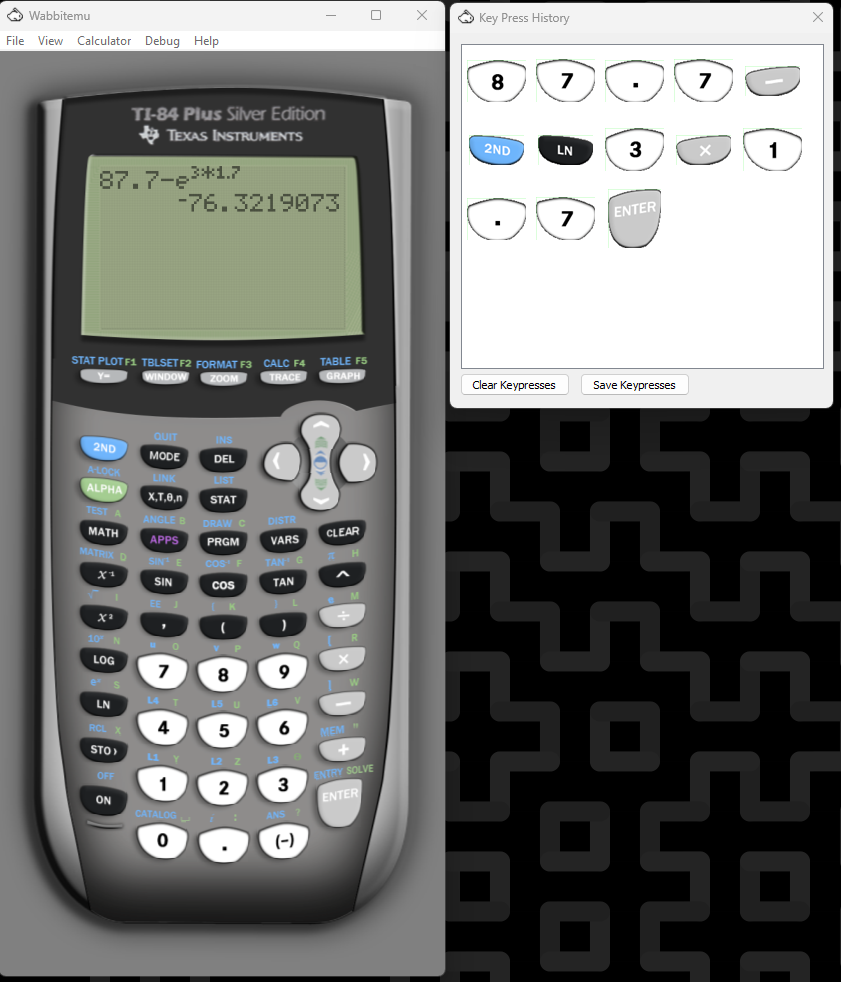 Wabbitemu
File View Calculator Debug Help
TI-84 Plus Silver Edition
TEXAS INSTRUMENTS
87.7-e^3*1.7
-76.3219073
STAT PLOT F1 TBLSET F2 FORMAT F3 CALC F4 TABLE F5
Y= WINDOW ZOOM TRACE GRAPH
QUIT INS
2ND MODE DEL
A-LOCK LINK LIST
ALPHA X,T,θ,n STAT
TEST A ANGLE B DRAW C DISTR
MATH APPS PRGM VARS CLEAR
MATRIX D SIN⁻¹ E COS⁻¹ F TAN⁻¹ G π H
X⁻¹ SIN COS TAN ^
√ I EE J { K } L M
X² , ( ) ÷
10ˣ N u O v P w Q [ R
LOG 7 8 9 ×
eˣ S L4 T L5 U L6 V ] W
LN 4 5 6 −
RCL X L1 Y L2 Z L3 θ MEM "
STO› 1 2 3 +
OFF CATALOG i : ANS ? ENTRY SOLVE
ON 0 . (-) ENTER
Key Press History
8 7 . 7 −
2ND LN 3 × 1
. 7 ENTER
Clear Keypresses Save Keypresses